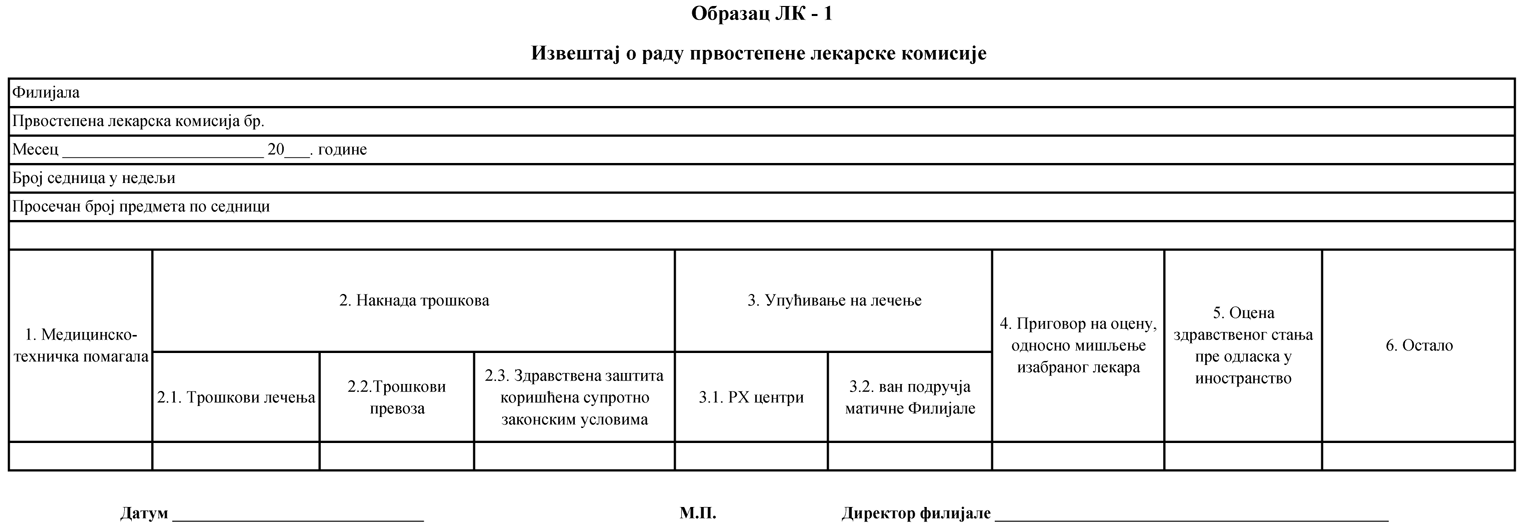 Образац ЛК - 1
Извештај о раду првостепене лекарске комисије
Филијала
Првостепена лекарска комисија бр.
Месец ________________________ 20___. године
Број седница у недељи
Просечан број предмета по седници
1. Медицинско-
техничка помагала
2. Накнада трошкова
2.1. Трошкови лечења
2.2.Трошкови
превоза
2.3. Здравствена заштита
коришћена супротно
законским условима
3. Упућивање на лечење
3.1. РХ центри
3.2. ван подручја
матичне Филијале
4. Приговор на оцену,
односно мишљење
изабраног лекара
5. Оцена
здравственог стања
пре одласка у
иностранство
6. Остало
Датум ______________________________ М.П. Директор филијале _______________________________________________